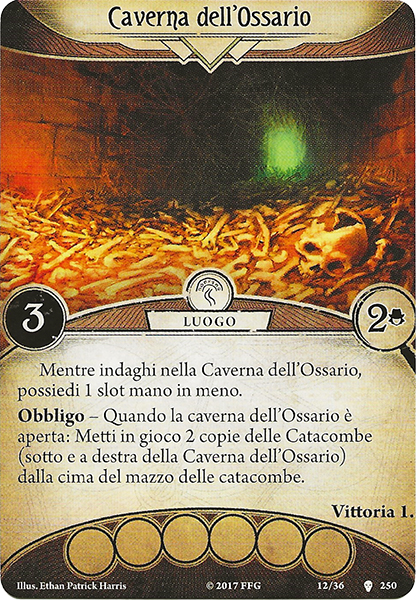 Caverna dell'Ossario
3
LUOGO
2
Mentre indaghi nella Caverna dell'Ossario,
possiedi 1 slot mano in meno.
Obbligo – Quando la caverna dell'Ossario è
aperta: Metti in gioco 2 copie delle Catacombe
(sotto e a destra della Caverna dell'Ossario)
dalla cima del mazzo delle catacombe.
Vittoria 1.
Illus. Ethan Patrick Harris © 2017 FFG 12/36 250